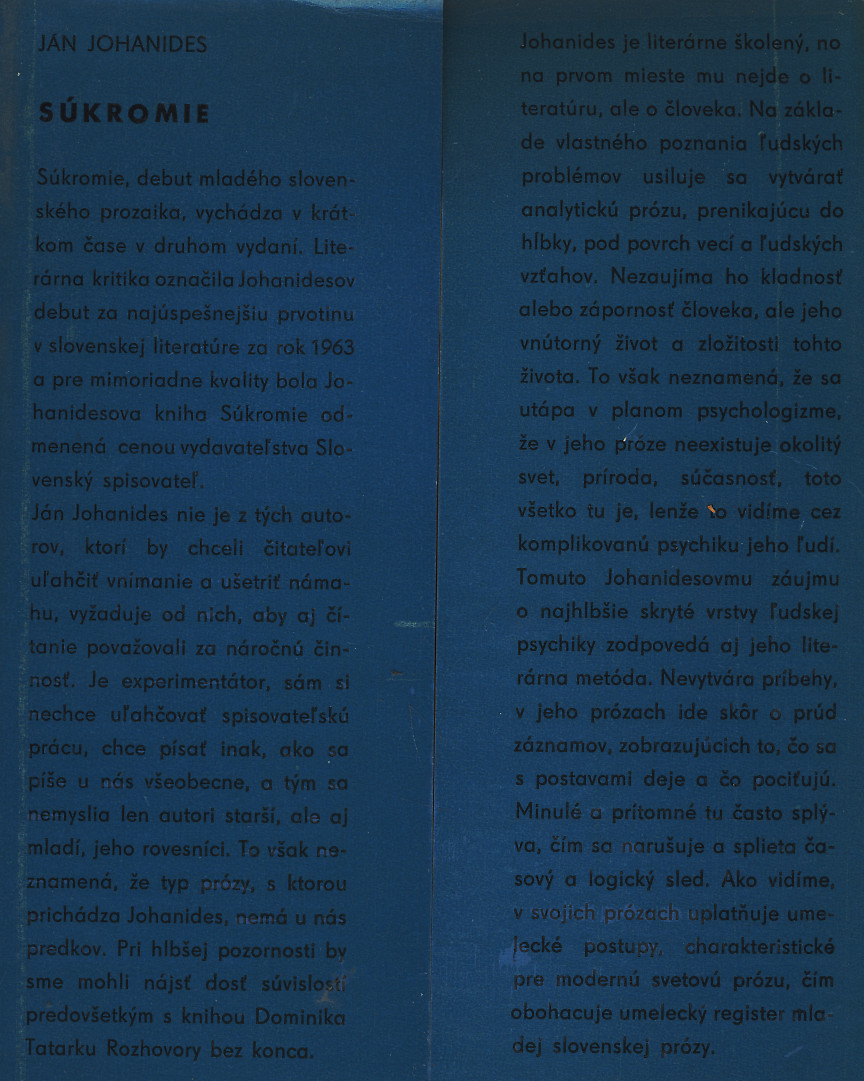 JÁN JOHANIDES
SÚKROMIE
Súkromie, debut mladého sloven-
ského prozaika, vychádza v krát-
kom čase v druhom vydaní. Lite-
rárna kritika označila Johanidesov
debut za najúspešnejšiu prvotinu
v slovenskej literatúre za rok 1963
a pre mimoriadne kvality bola Jo-
hanidesova kniha Súkromie od-
menená cenou vydavateľstva Slo-
venský spisovateľ.
Ján Johanides nie je z tých auto-
rov, ktorí by chceli čitateľovi
uľahčiť vnímanie a ušetriť náma-
hu, vyžaduje od nich, aby aj čí-
tanie považovali za náročnú čin-
nosť. Je experimentátor, sám si
nechce uľahčovať spisovateľskú
prácu, chce písať inak, ako sa
píše u nás všeobecne, a tým sa
nemyslia len autori starší, ale aj
mladí, jeho rovesníci. To však ne-
znamená, že typ prózy, s ktorou
prichádza Johanides, nemá u nás
predkov. Pri hlbšej pozornosti by
sme mohli nájsť dosť súvislostí
predovšetkým s knihou Dominika
Tatarku Rozhovory bez konca.
Johanides je literárne školený, no
na prvom mieste mu nejde o li-
teratúru, ale o človeka. Na zákla-
de vlastného poznania ľudských
problémov usiluje sa vytvárať
analytickú prózu, prenikajúcu do
hĺbky, pod povrch vecí a ľudských
vzťahov. Nezaujíma ho kladnosť
alebo zápornosť človeka, ale jeho
vnútorný život a zložitosti tohto
života. To však neznamená, že sa
utápa v planom psychologizme,
že v jeho próze neexistuje okolitý
svet, príroda, súčasnosť, toto
všetko tu je, lenže to vidíme cez
komplikovanú psychiku jeho ľudí.
Tomuto Johanidesovmu záujmu
o najhlbšie skryté vrstvy ľudskej
psychiky zodpovedá aj jeho lite-
rárna metóda. Nevytvára príbehy,
v jeho prózach ide skôr o prúd
záznamov, zobrazujúcich to, čo sa
s postavami deje a čo pociťujú.
Minulé a prítomné tu často splý-
va, čím sa narušuje a splieta ča-
sový a logický sled. Ako vidíme,
v svojich prózach uplatňuje ume-
lecké postupy, charakteristické
pre modernú svetovú prózu, čím
obohacuje umelecký register mla-
dej slovenskej prózy.